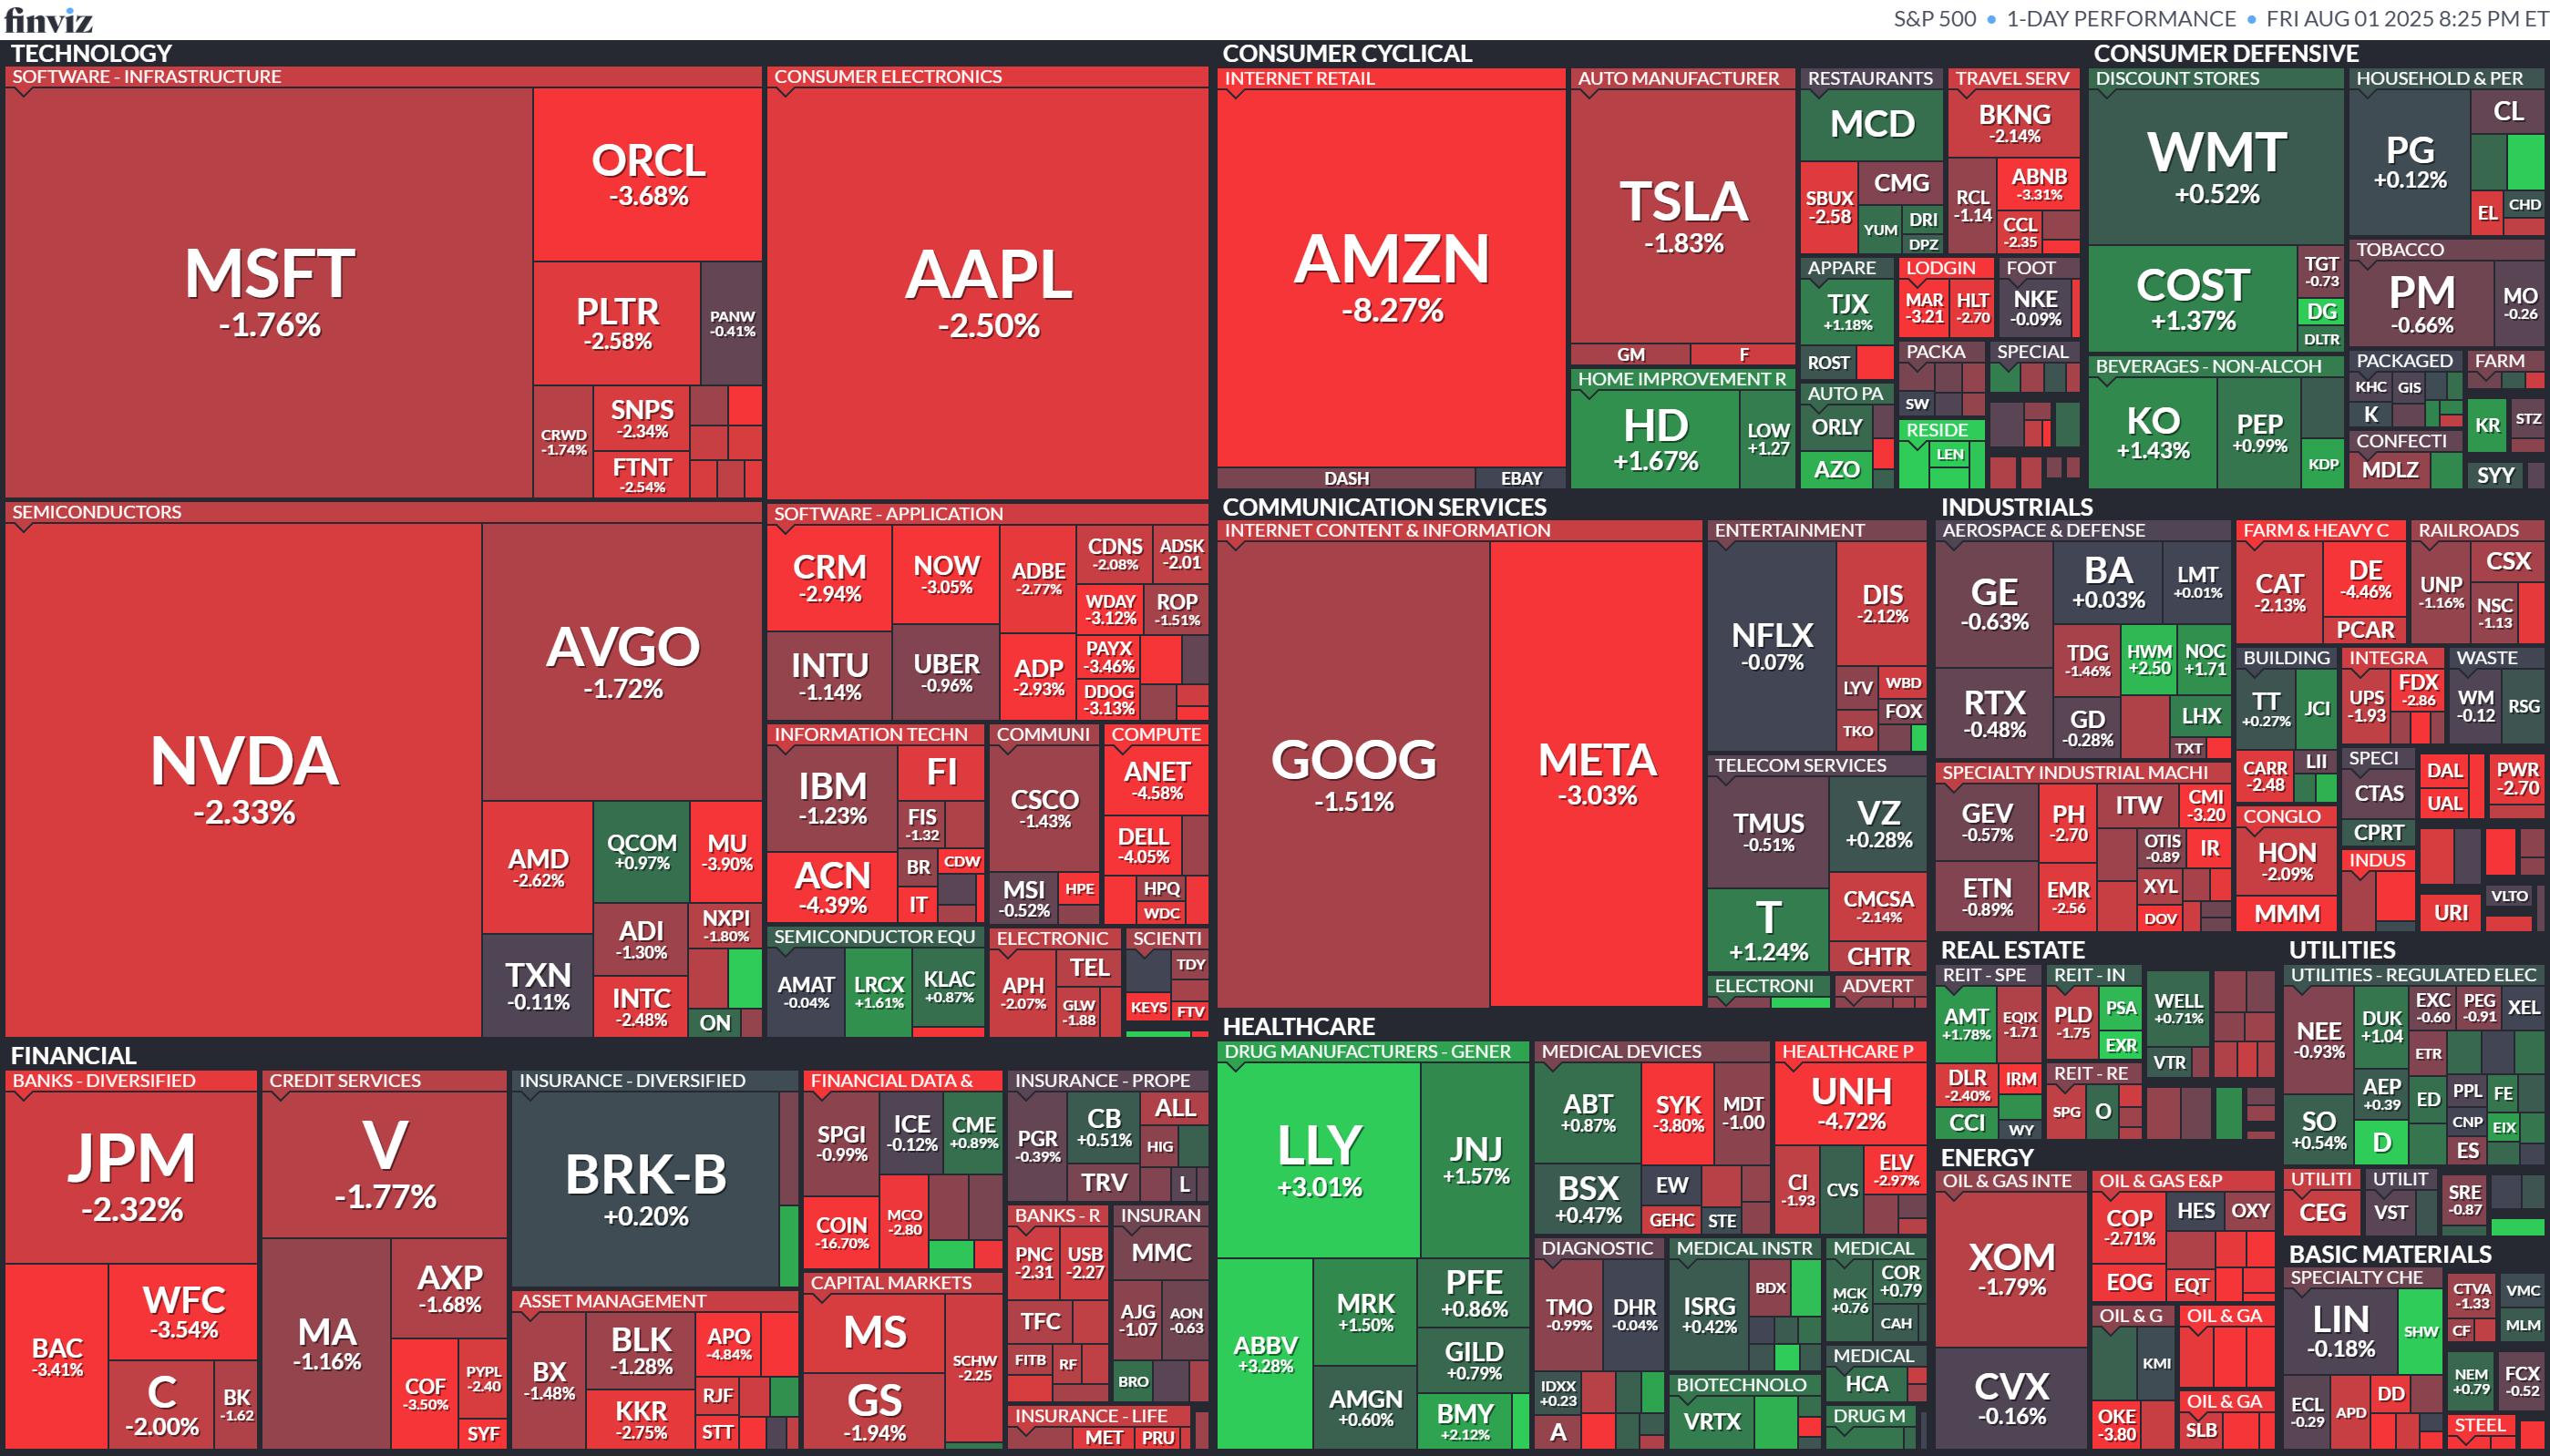 finviz
S&P 500 • 1-DAY PERFORMANCE • FRI AUG 01 2025 8:25 PM ET
TECHNOLOGY
SOFTWARE - INFRASTRUCTURE
MSFT
-1.76%
ORCL
-3.68%
PLTR
-2.58%
PANW
-0.41%
CRWD
-1.74%
SNPS
-2.34%
FTNT
-2.54%
CONSUMER ELECTRONICS
AAPL
-2.50%
SEMICONDUCTORS
NVDA
-2.33%
AVGO
-1.72%
AMD
-2.62%
QCOM
+0.97%
MU
-3.90%
TXN
-0.11%
ADI
-1.30%
NXPI
-1.80%
INTC
-2.48%
ON
SOFTWARE - APPLICATION
CRM
-2.94%
NOW
-3.05%
ADBE
-2.77%
CDNS
-2.08%
ADSK
-2.01
WDAY
-3.12%
ROP
-1.51%
INTU
-1.14%
UBER
-0.96%
ADP
-2.93%
PAYX
-3.46%
DDOG
-3.13%
INFORMATION TECHN
IBM
-1.23%
FI
FIS
-1.32
ACN
-4.39%
BR
CDW
IT
COMMUNI
CSCO
-1.43%
MSI
-0.52%
HPE
COMPUTE
ANET
-4.58%
DELL
-4.05%
HPQ
WDC
SEMICONDUCTOR EQU
AMAT
-0.04%
LRCX
+1.61%
KLAC
+0.87%
ELECTRONIC
APH
-2.07%
TEL
GLW
-1.88
SCIENTI
TDY
KEYS
FTV
CONSUMER CYCLICAL
INTERNET RETAIL
AMZN
-8.27%
DASH
EBAY
AUTO MANUFACTURER
TSLA
-1.83%
GM
F
HOME IMPROVEMENT R
HD
+1.67%
LOW
+1.27
RESTAURANTS
MCD
SBUX
-2.58
CMG
YUM
DRI
DPZ
TRAVEL SERV
BKNG
-2.14%
RCL
-1.14
ABNB
-3.31%
CCL
-2.35
APPARE
TJX
+1.18%
ROST
LODGIN
MAR
-3.21
HLT
-2.70
FOOT
NKE
-0.09%
AUTO PA
ORLY
AZO
PACKA
SW
SPECIAL
RESIDE
LEN
CONSUMER DEFENSIVE
DISCOUNT STORES
WMT
+0.52%
COST
+1.37%
TGT
-0.73
DG
DLTR
HOUSEHOLD & PER
PG
+0.12%
CL
EL
CHD
TOBACCO
PM
-0.66%
MO
-0.26
BEVERAGES - NON-ALCOH
KO
+1.43%
PEP
+0.99%
KDP
PACKAGED
KHC
GIS
K
FARM
KR
STZ
CONFECTI
MDLZ
SYY
COMMUNICATION SERVICES
INTERNET CONTENT & INFORMATION
GOOG
-1.51%
META
-3.03%
ENTERTAINMENT
NFLX
-0.07%
DIS
-2.12%
LYV
WBD
TKO
FOX
TELECOM SERVICES
TMUS
-0.51%
VZ
+0.28%
T
+1.24%
CMCSA
-2.14%
CHTR
ELECTRONI
ADVERT
INDUSTRIALS
AEROSPACE & DEFENSE
GE
-0.63%
BA
+0.03%
LMT
+0.01%
RTX
-0.48%
TDG
-1.46%
HWM
+2.50
NOC
+1.71
GD
-0.28%
LHX
TXT
FARM & HEAVY C
CAT
-2.13%
DE
-4.46%
PCAR
RAILROADS
UNP
-1.16%
CSX
NSC
-1.13
BUILDING
TT
+0.27%
JCI
CARR
-2.48
LII
INTEGRA
UPS
-1.93
FDX
-2.86
WASTE
WM
-0.12
RSG
SPECIALTY INDUSTRIAL MACHI
GEV
-0.57%
PH
-2.70
ITW
CMI
-3.20
ETN
-0.89%
EMR
-2.56
OTIS
-0.89
IR
XYL
DOV
SPECI
CTAS
CPRT
DAL
UAL
PWR
-2.70
CONGLO
HON
-2.09%
MMM
INDUS
URI
VLTO
FINANCIAL
BANKS - DIVERSIFIED
JPM
-2.32%
BAC
-3.41%
WFC
-3.54%
C
-2.00%
BK
-1.62
CREDIT SERVICES
V
-1.77%
MA
-1.16%
AXP
-1.68%
COF
-3.50%
PYPL
-2.40
SYF
INSURANCE - DIVERSIFIED
BRK-B
+0.20%
ASSET MANAGEMENT
BX
-1.48%
BLK
-1.28%
APO
-4.84%
KKR
-2.75%
RJF
STT
FINANCIAL DATA &
SPGI
-0.99%
ICE
-0.12%
CME
+0.89%
COIN
-16.70%
MCO
-2.80
CAPITAL MARKETS
MS
GS
-1.94%
SCHW
-2.25
INSURANCE - PROPE
PGR
-0.39%
CB
+0.51%
ALL
HIG
TRV
L
BANKS - R
PNC
-2.31
USB
-2.27
TFC
FITB
RF
INSURAN
MMC
AJG
-1.07
AON
-0.63
BRO
INSURANCE - LIFE
MET
PRU
HEALTHCARE
DRUG MANUFACTURERS - GENER
LLY
+3.01%
JNJ
+1.57%
ABBV
+3.28%
MRK
+1.50%
PFE
+0.86%
AMGN
+0.60%
GILD
+0.79%
BMY
+2.12%
MEDICAL DEVICES
ABT
+0.87%
SYK
-3.80%
MDT
-1.00
BSX
+0.47%
EW
GEHC
STE
HEALTHCARE P
UNH
-4.72%
CI
-1.93
CVS
ELV
-2.97%
DIAGNOSTIC
TMO
-0.99%
DHR
-0.04%
IDXX
+0.23
A
MEDICAL INSTR
ISRG
+0.42%
BDX
MEDICAL
MCK
+0.76
COR
+0.79
CAH
BIOTECHNOLO
VRTX
MEDICAL
HCA
DRUG M
REAL ESTATE
REIT - SPE
AMT
+1.78%
EQIX
-1.71
DLR
-2.40%
IRM
CCI
WY
REIT - IN
PLD
-1.75
PSA
EXR
WELL
+0.71%
VTR
REIT - RE
SPG
O
UTILITIES
UTILITIES - REGULATED ELEC
NEE
-0.93%
DUK
+1.04
EXC
-0.60
PEG
-0.91
XEL
ETR
SO
+0.54%
AEP
+0.39
ED
PPL
FE
CNP
EIX
D
ES
UTILITI
CEG
UTILIT
VST
SRE
-0.87
ENERGY
OIL & GAS INTE
XOM
-1.79%
CVX
-0.16%
OIL & GAS E&P
COP
-2.71%
HES
OXY
EOG
EQT
OIL & G
KMI
OKE
-3.80
OIL & GA
OIL & GA
SLB
BASIC MATERIALS
SPECIALTY CHE
LIN
-0.18%
SHW
ECL
-0.29
APD
DD
CTVA
-1.33
CF
VMC
MLM
NEM
+0.79
FCX
-0.52
STEEL